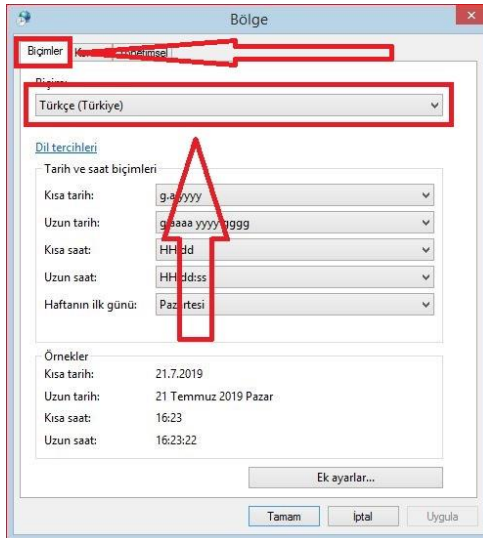 Bölge
Biçimler
Türkçe (Türkiye)
Dil tercihleri
Tarih ve saat biçimleri
Kısa tarih:
Uzun tarih:
Kısa saat:
Uzun saat:
Haftanın ilk günü: Pazartesi
Örnekler
Kısa tarih: 21.7.2019
Uzun tarih: 21 Temmuz 2019 Pazar
Kısa saat: 16:23
Uzun saat: 16:23:22
Ek ayarlar...
Tamam İptal Uygula